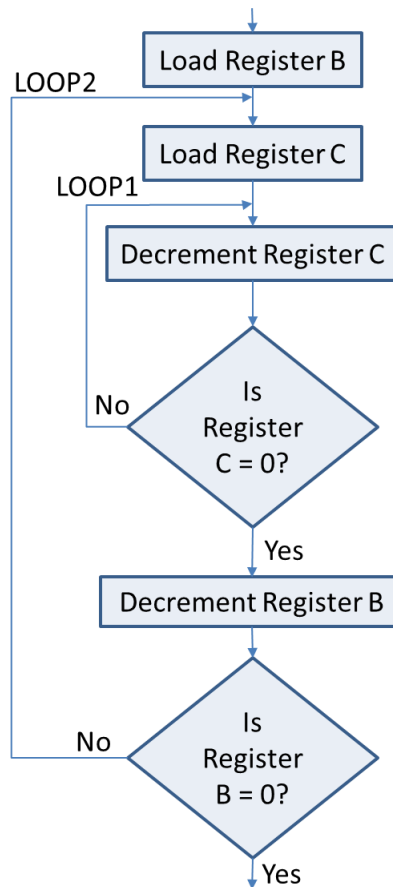 Load Register B
LOOP2
Load Register C
LOOP1
Decrement Register C
Is
Register
C = 0?
No
Yes
Decrement Register B
Is
Register
B = 0?
No
Yes